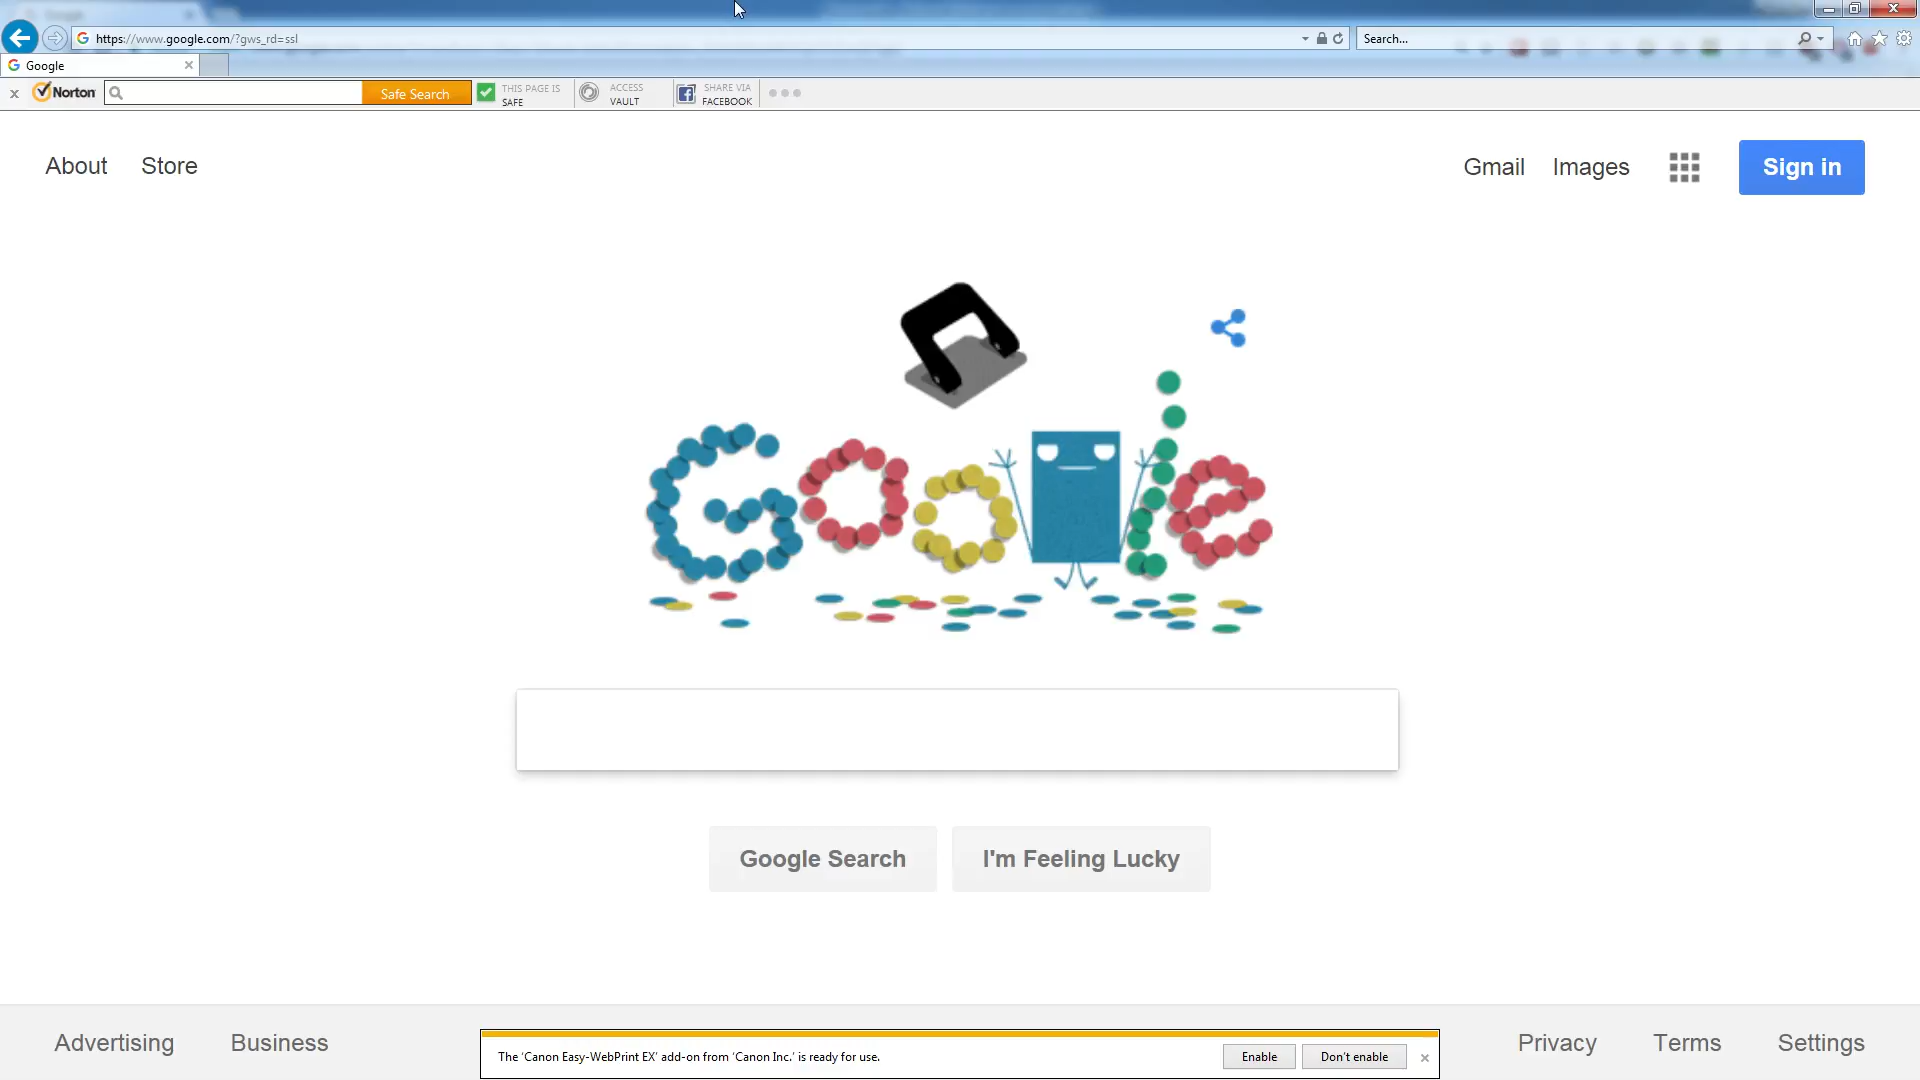 https://www.google.com/?gws_rd=ssl
Search...
Google
Norton
Safe Search
THIS PAGE IS
SAFE
ACCESS
VAULT
SHARE VIA
FACEBOOK
About
Store
Gmail
Images
Sign in
Google
Google Search
I'm Feeling Lucky
Advertising
Business
The 'Canon Easy-WebPrint EX' add-on from 'Canon Inc.' is ready for use.
Enable
Don't enable
Privacy
Terms
Settings